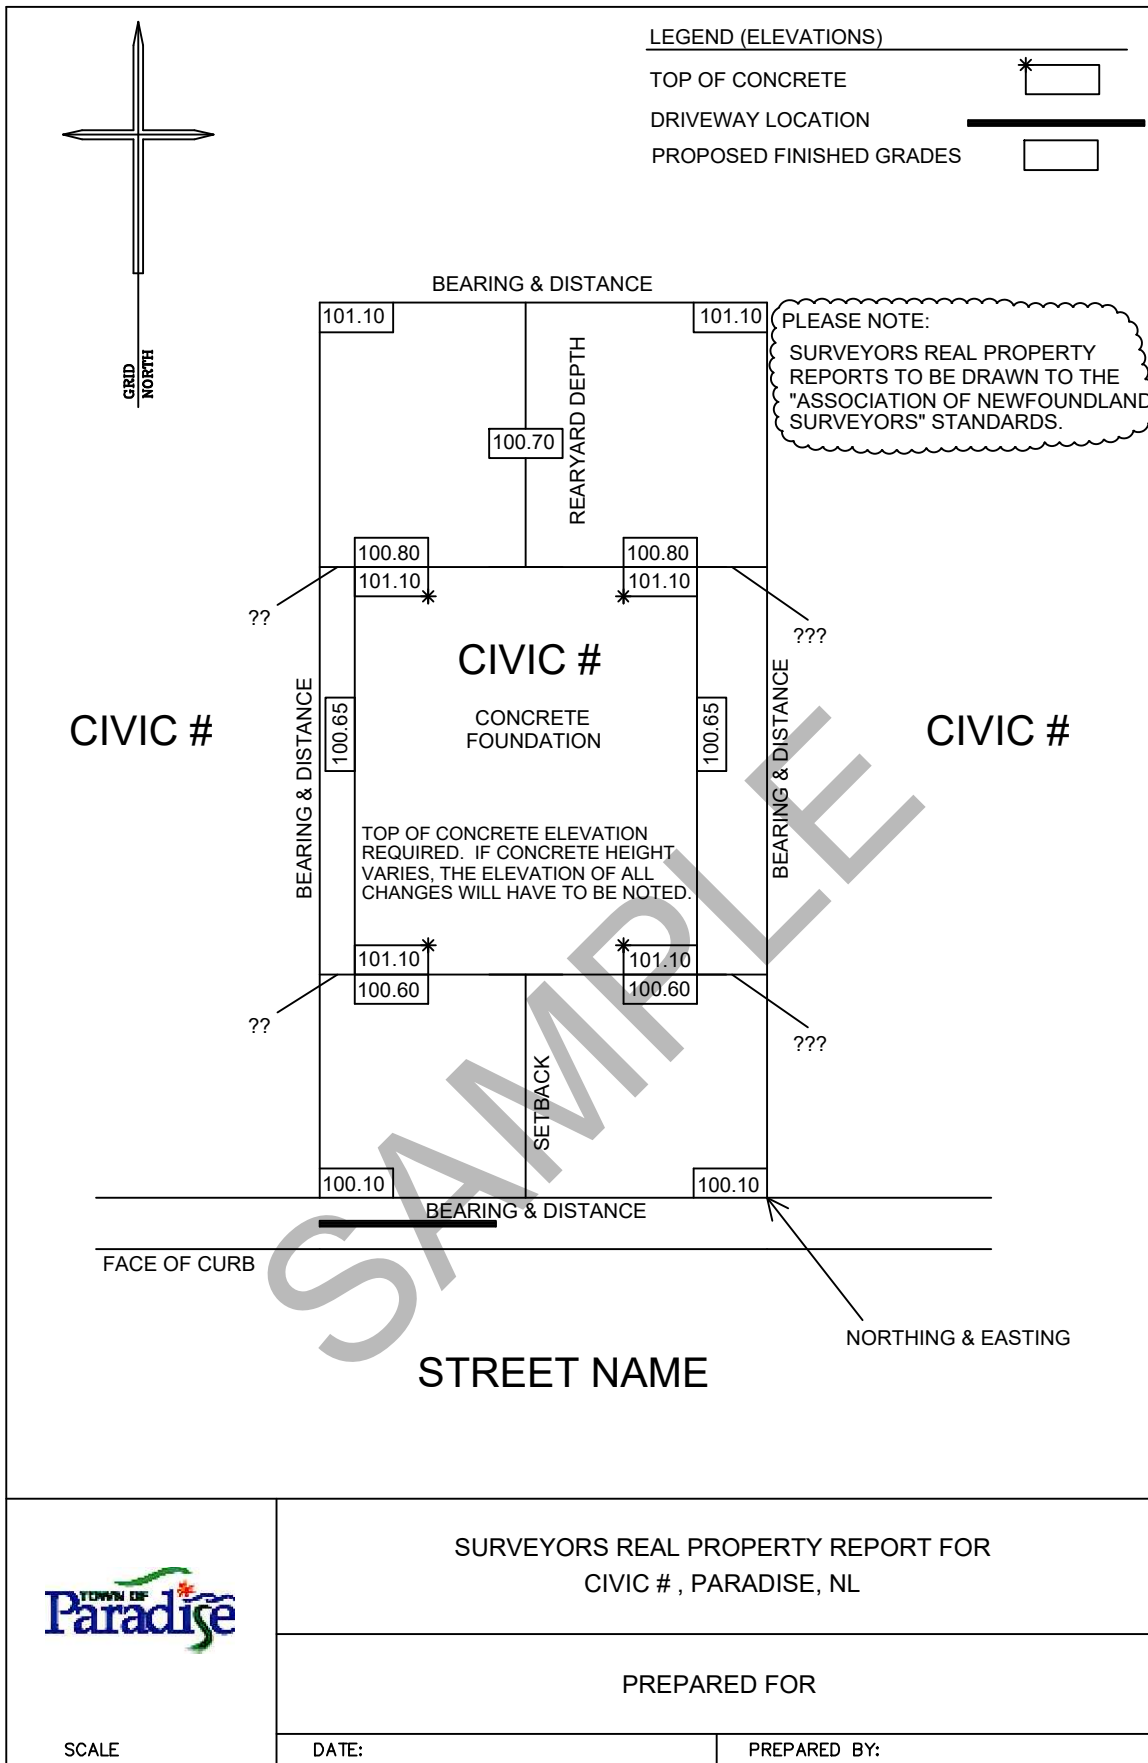 LEGEND (ELEVATIONS)
TOP OF CONCRETE
DRIVEWAY LOCATION
PROPOSED FINISHED GRADES
GRID
NORTH
BEARING & DISTANCE
101.10
101.10
PLEASE NOTE:
SURVEYORS REAL PROPERTY
REPORTS TO BE DRAWN TO THE
"ASSOCIATION OF NEWFOUNDLAND
SURVEYORS" STANDARDS.
100.70
REARYARD DEPTH
100.80
100.80
101.10
101.10
??
???
CIVIC #
CIVIC #
CIVIC #
CONCRETE
FOUNDATION
BEARING & DISTANCE
100.65
100.65
BEARING & DISTANCE
TOP OF CONCRETE ELEVATION
REQUIRED. IF CONCRETE HEIGHT
VARIES, THE ELEVATION OF ALL
CHANGES WILL HAVE TO BE NOTED.
101.10
101.10
100.60
100.60
??
???
SETBACK
SAMPLE
100.10
100.10
BEARING & DISTANCE
FACE OF CURB
NORTHING & EASTING
STREET NAME
TOWN OF
Paradise
SURVEYORS REAL PROPERTY REPORT FOR
CIVIC # , PARADISE, NL
PREPARED FOR
SCALE
DATE:
PREPARED BY: